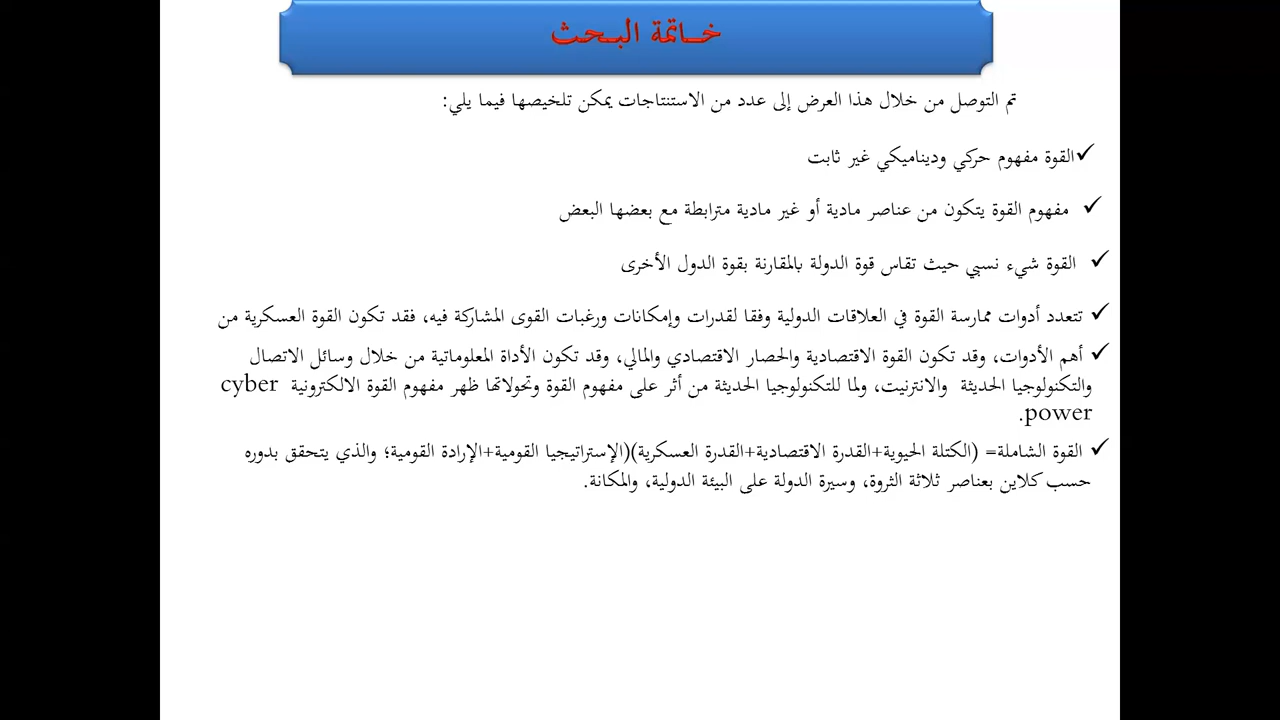 خاتمة البحث
تم التوصل من خلال هذا العرض إلى عدد من الاستنتاجات يمكن تلخيصها فيما يلي:
✓القوة مفهوم حركي وديناميكي غير ثابت
✓ مفهوم القوة يتكون من عناصر مادية أو غير مادية مترابطة مع بعضها البعض
✓ القوة شيء نسبي حيث تقاس قوة الدولة بالمقارنة بقوة الدول الأخرى
✓ تتعدد أدوات ممارسة القوة في العلاقات الدولية وفقا لقدرات وإمكانات ورغبات القوى المشاركة فيه، فقد تكون القوة العسكرية من
✓ أهم الأدوات، وقد تكون القوة الاقتصادية والحصار الاقتصادي والمالي، وقد تكون الأداة المعلوماتية من خلال وسائل الاتصال
والتكنولوجيا الحديثة والانترنيت، ولما للتكنولوجيا الحديثة من أثر على مفهوم القوة وتحولاتها ظهر مفهوم القوة الالكترونية cyber
power.
✓ القوة الشاملة= (الكتلة الحيوية+القدرة الاقتصادية+القدرة العسكرية)(الإستراتيجيا القومية+الإرادة القومية؛ والذي يتحقق بدوره
حسب كلاين بعناصر ثلاثة الثروة، وسيرة الدولة على البيئة الدولية، والمكانة.